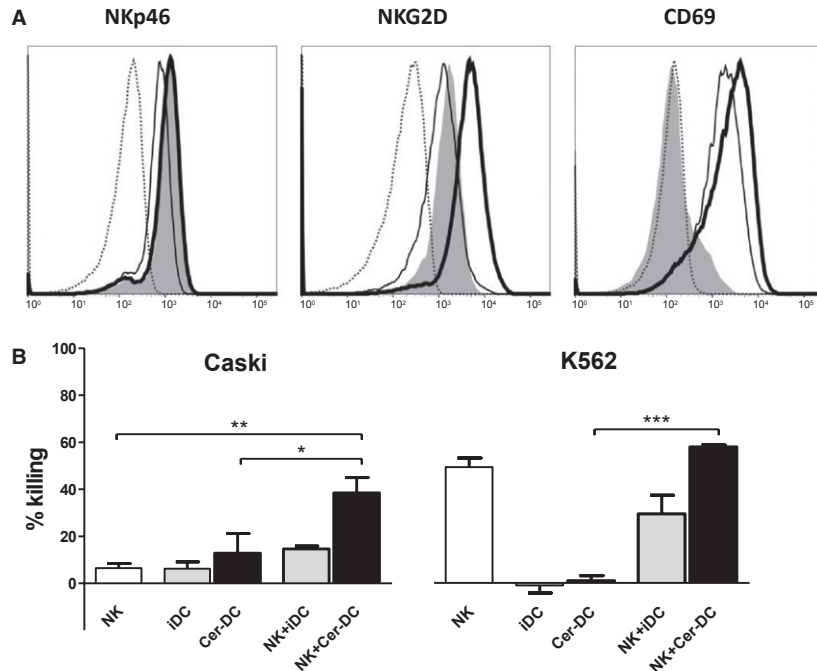 A
NKp46 NKG2D CD69
10⁰ 10¹ 10² 10³ 10⁴ 10⁵ 10⁰ 10¹ 10² 10³ 10⁴ 10⁵ 10⁰ 10¹ 10² 10³ 10⁴ 10⁵
B
Caski K562
% killing
100
80
60
40
20
0
** * ***
NK iDC Cer-DC NK+iDC NK+Cer-DC NK iDC Cer-DC NK+iDC NK+Cer-DC